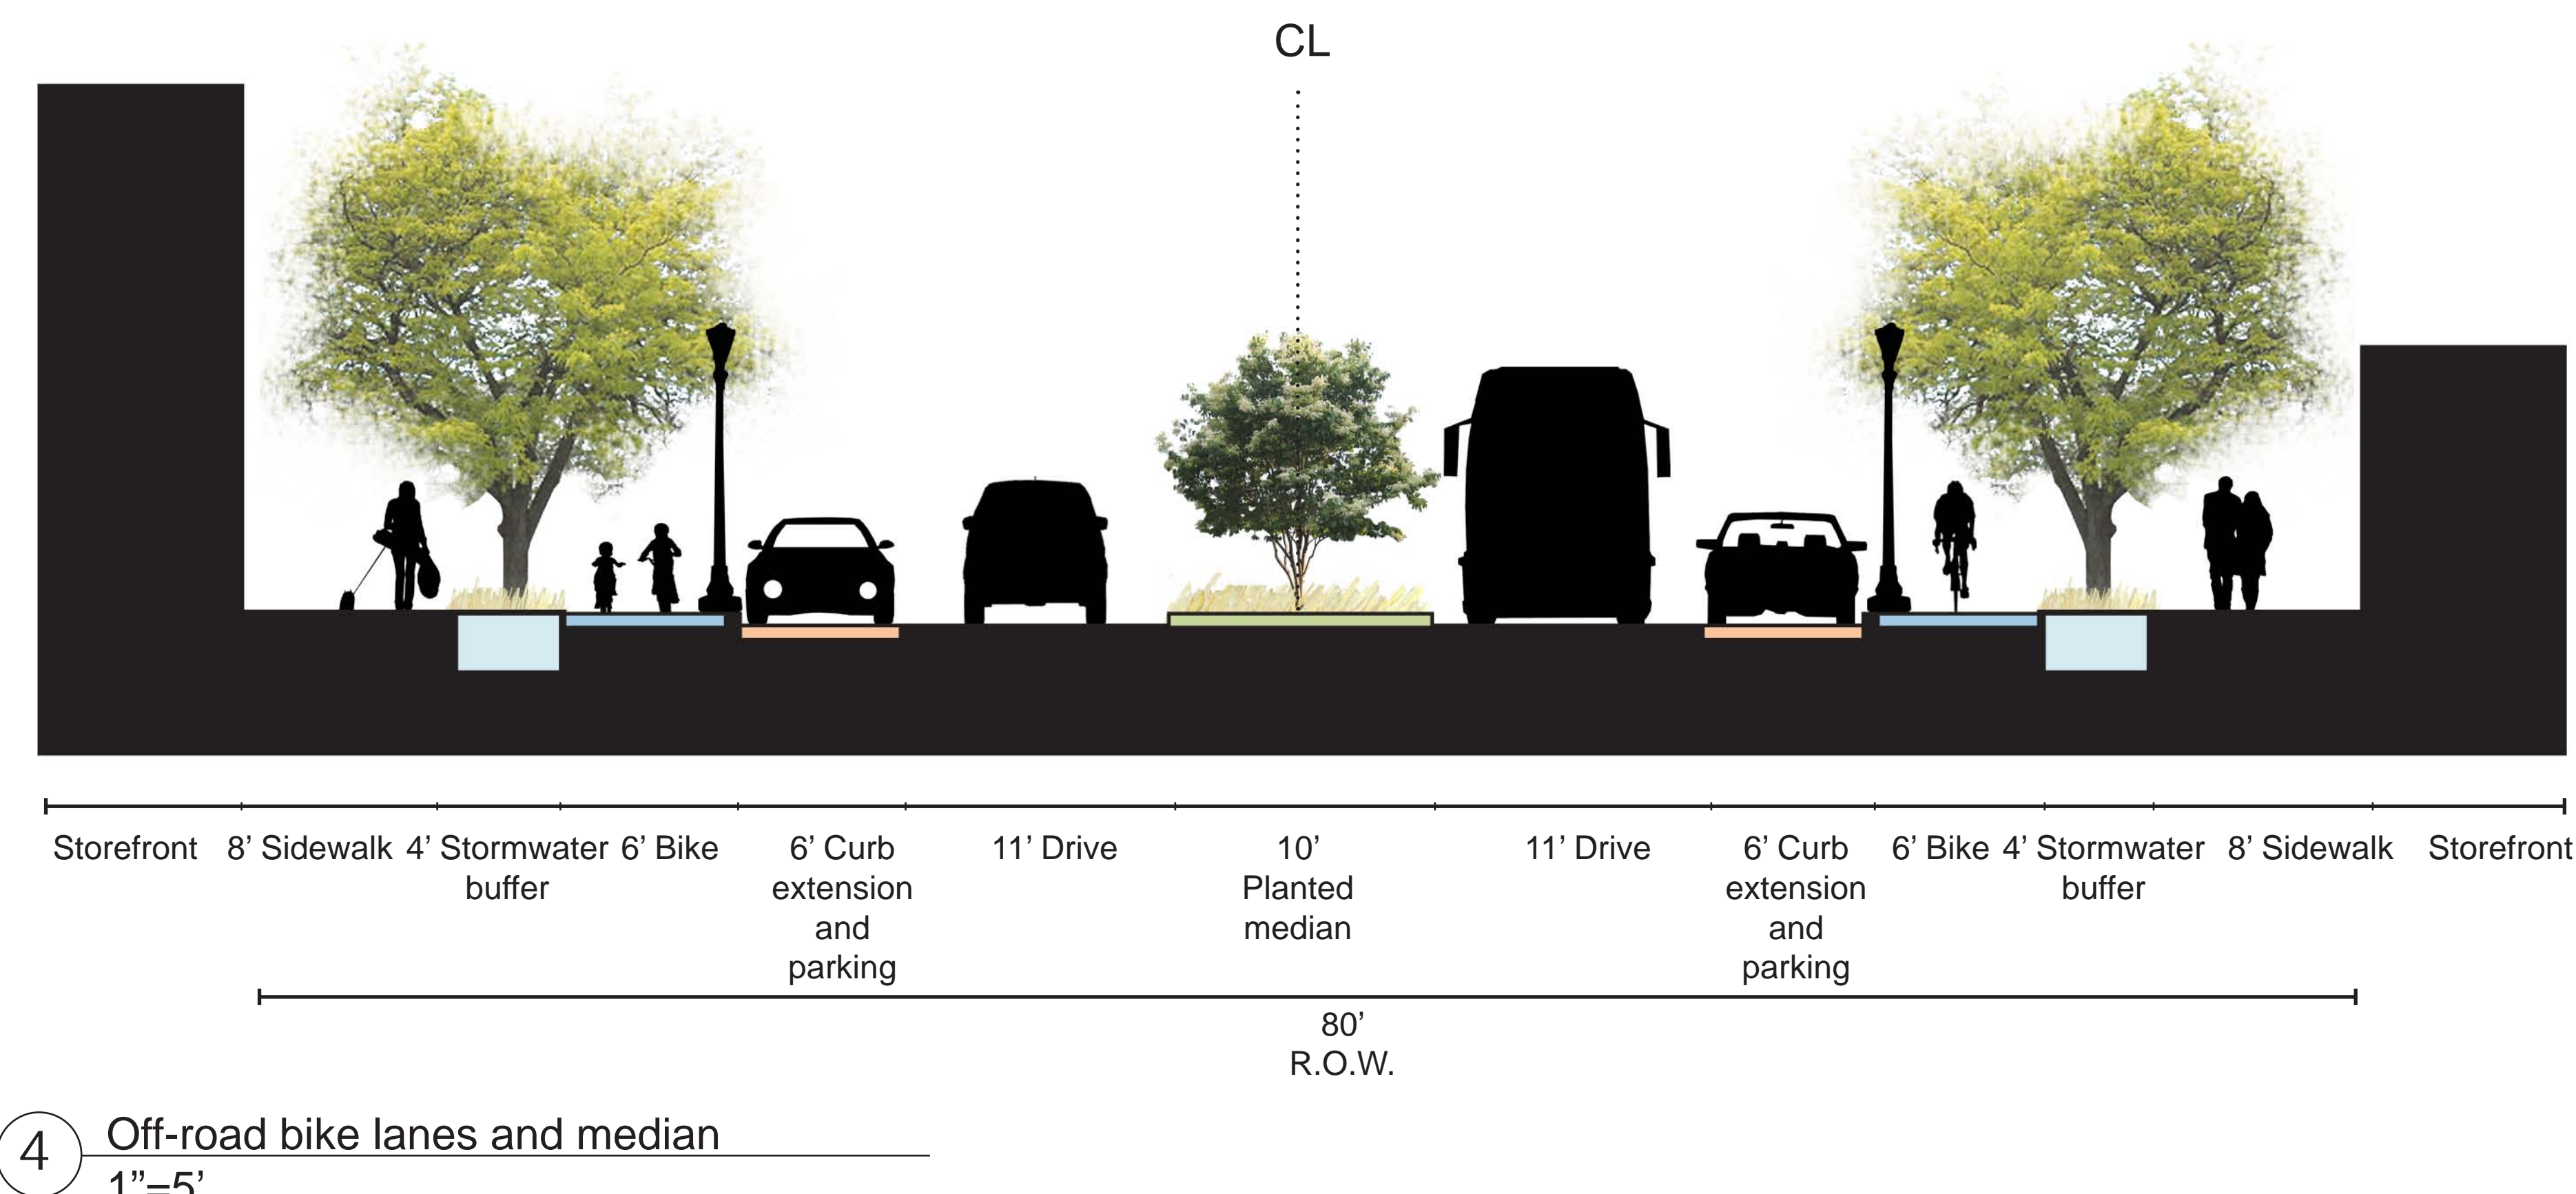 CL
Storefront 8’ Sidewalk 4’ Stormwater buffer 6’ Bike 6’ Curb extension and parking 11’ Drive 10’ Planted median 11’ Drive 6’ Curb extension and parking 6’ Bike 4’ Stormwater buffer 8’ Sidewalk Storefront
80’
R.O.W.
4 Off-road bike lanes and median
1”=5’